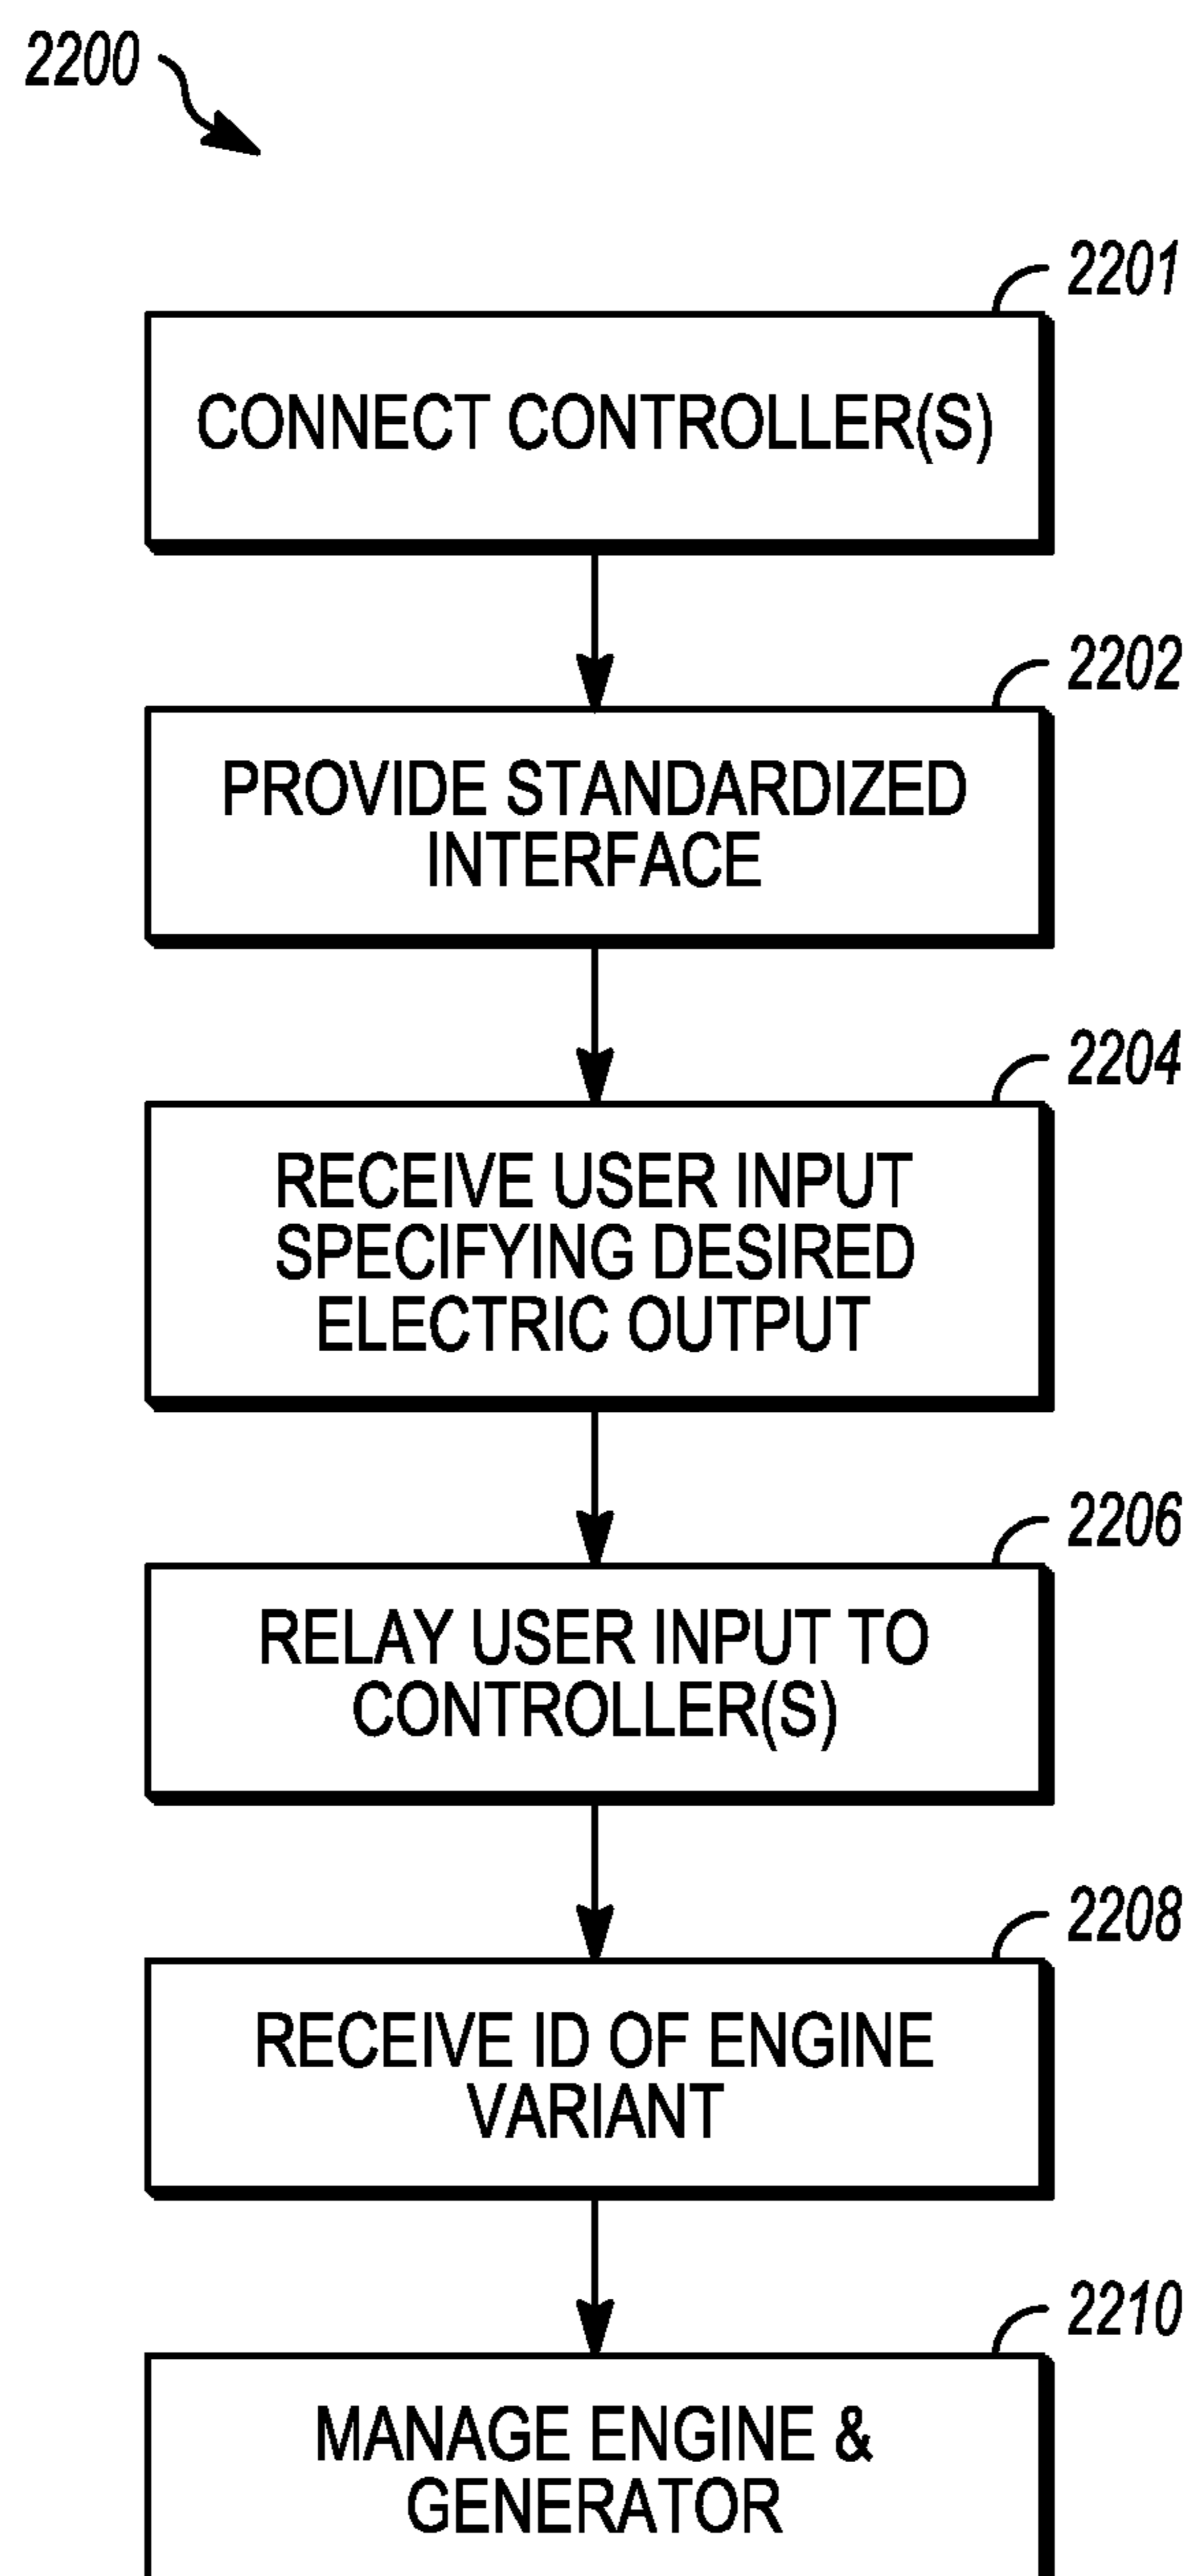 2200
2201
CONNECT CONTROLLER(S)
2202
PROVIDE STANDARDIZED
INTERFACE
2204
RECEIVE USER INPUT
SPECIFYING DESIRED
ELECTRIC OUTPUT
2206
RELAY USER INPUT TO
CONTROLLER(S)
2208
RECEIVE ID OF ENGINE
VARIANT
2210
MANAGE ENGINE &
GENERATOR